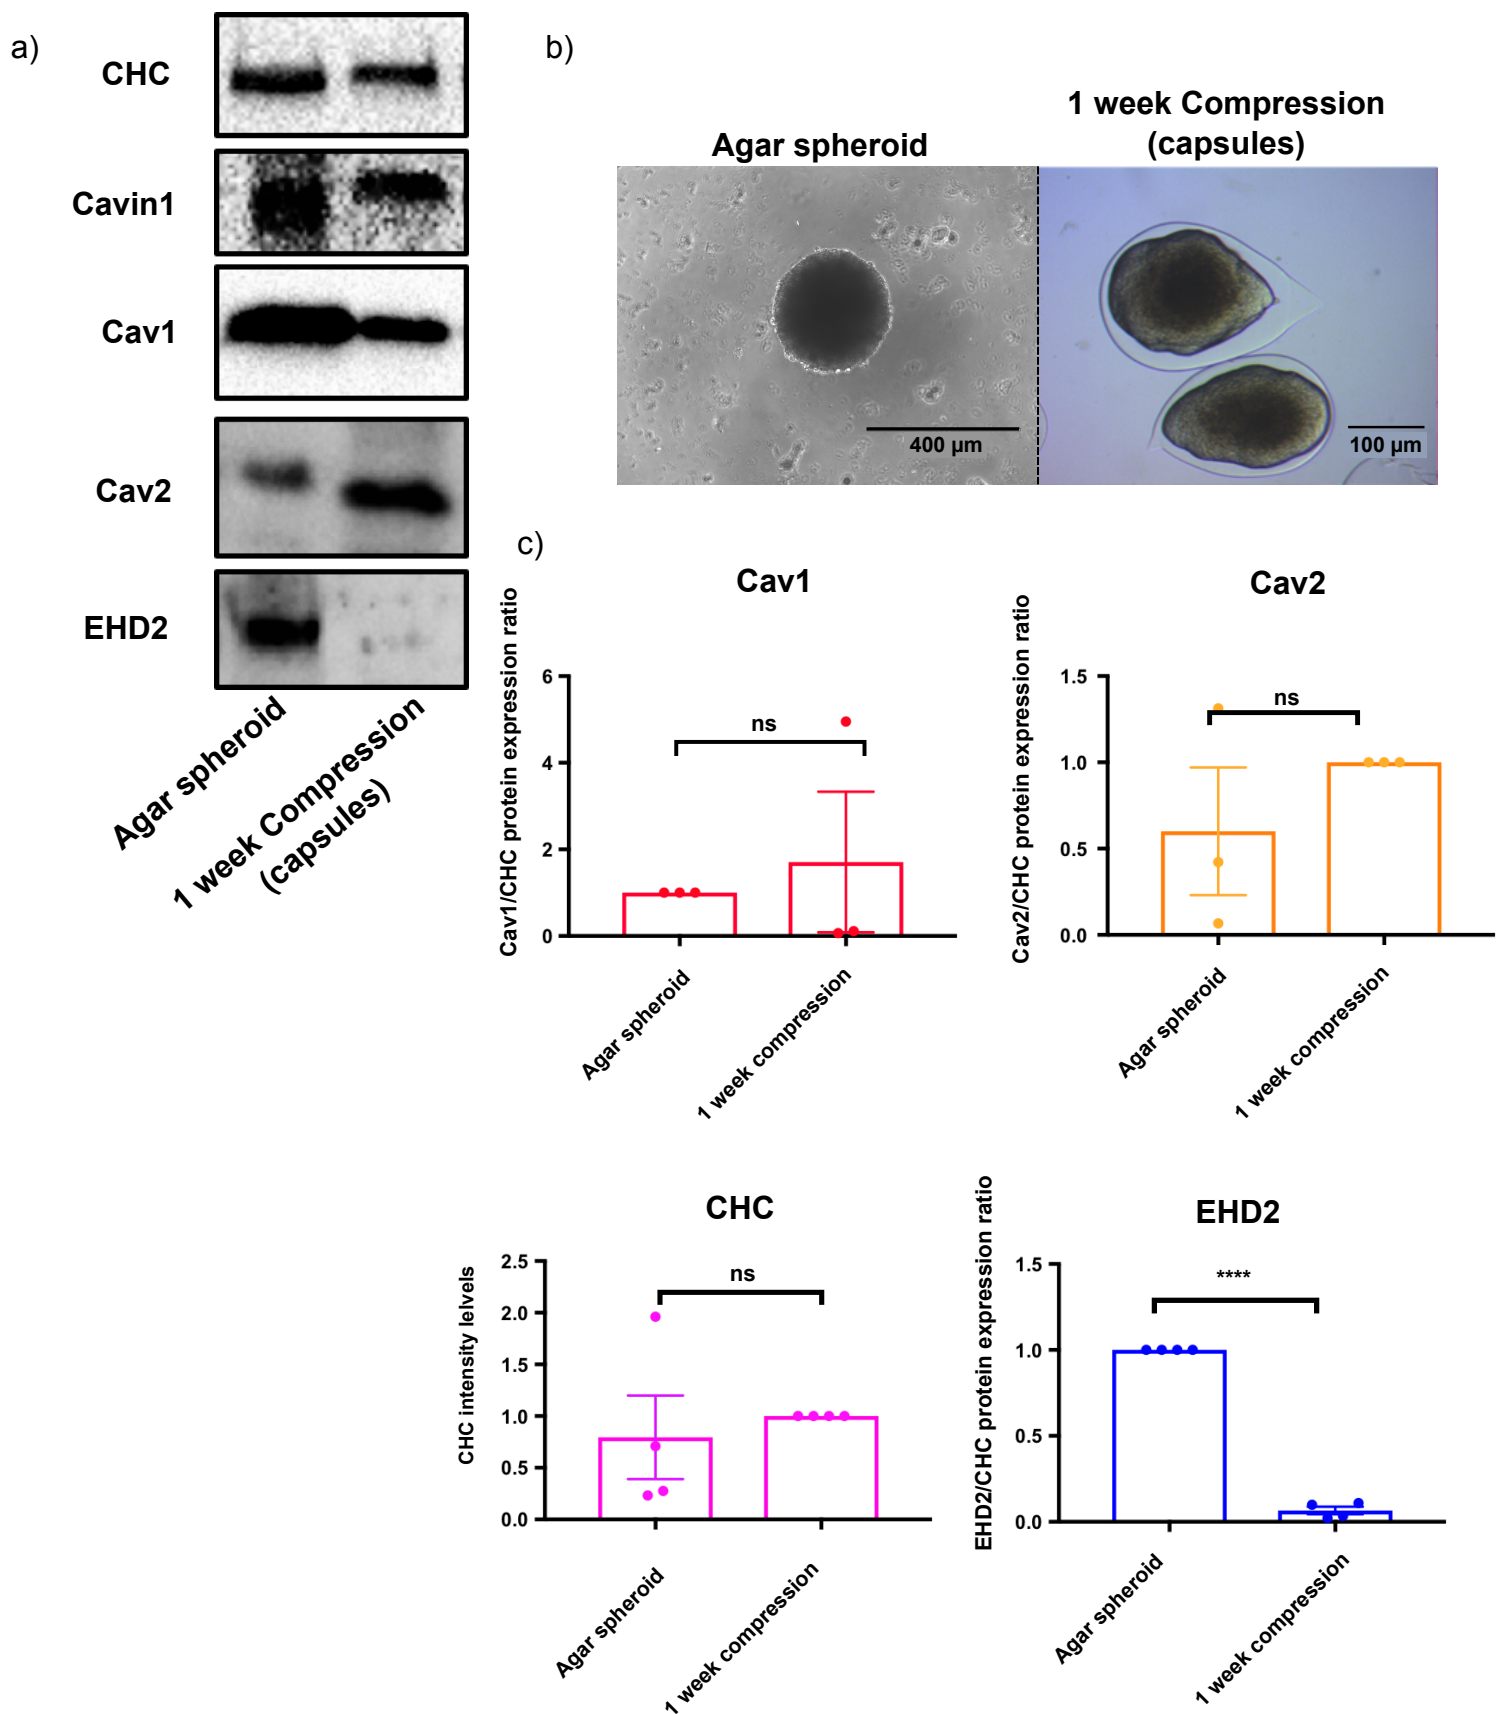 a)
CHC
Cavin1
Cav1
Cav2
EHD2
Agar spheroid
1 week Compression
(capsules)
b)
Agar spheroid
1 week Compression
(capsules)
400 µm
100 µm
c)
Cav1
Cav1/CHC protein expression ratio
6
4
2
0
ns
Agar spheroid
1 week compression
Cav2
Cav2/CHC protein expression ratio
1.5
1.0
0.5
0.0
ns
Agar spheroid
1 week compression
CHC
CHC intensity lelvels
2.5
2.0
1.5
1.0
0.5
0.0
ns
Agar spheroid
1 week compression
EHD2
EHD2/CHC protein expression ratio
1.5
1.0
0.5
0.0
****
Agar spheroid
1 week compression